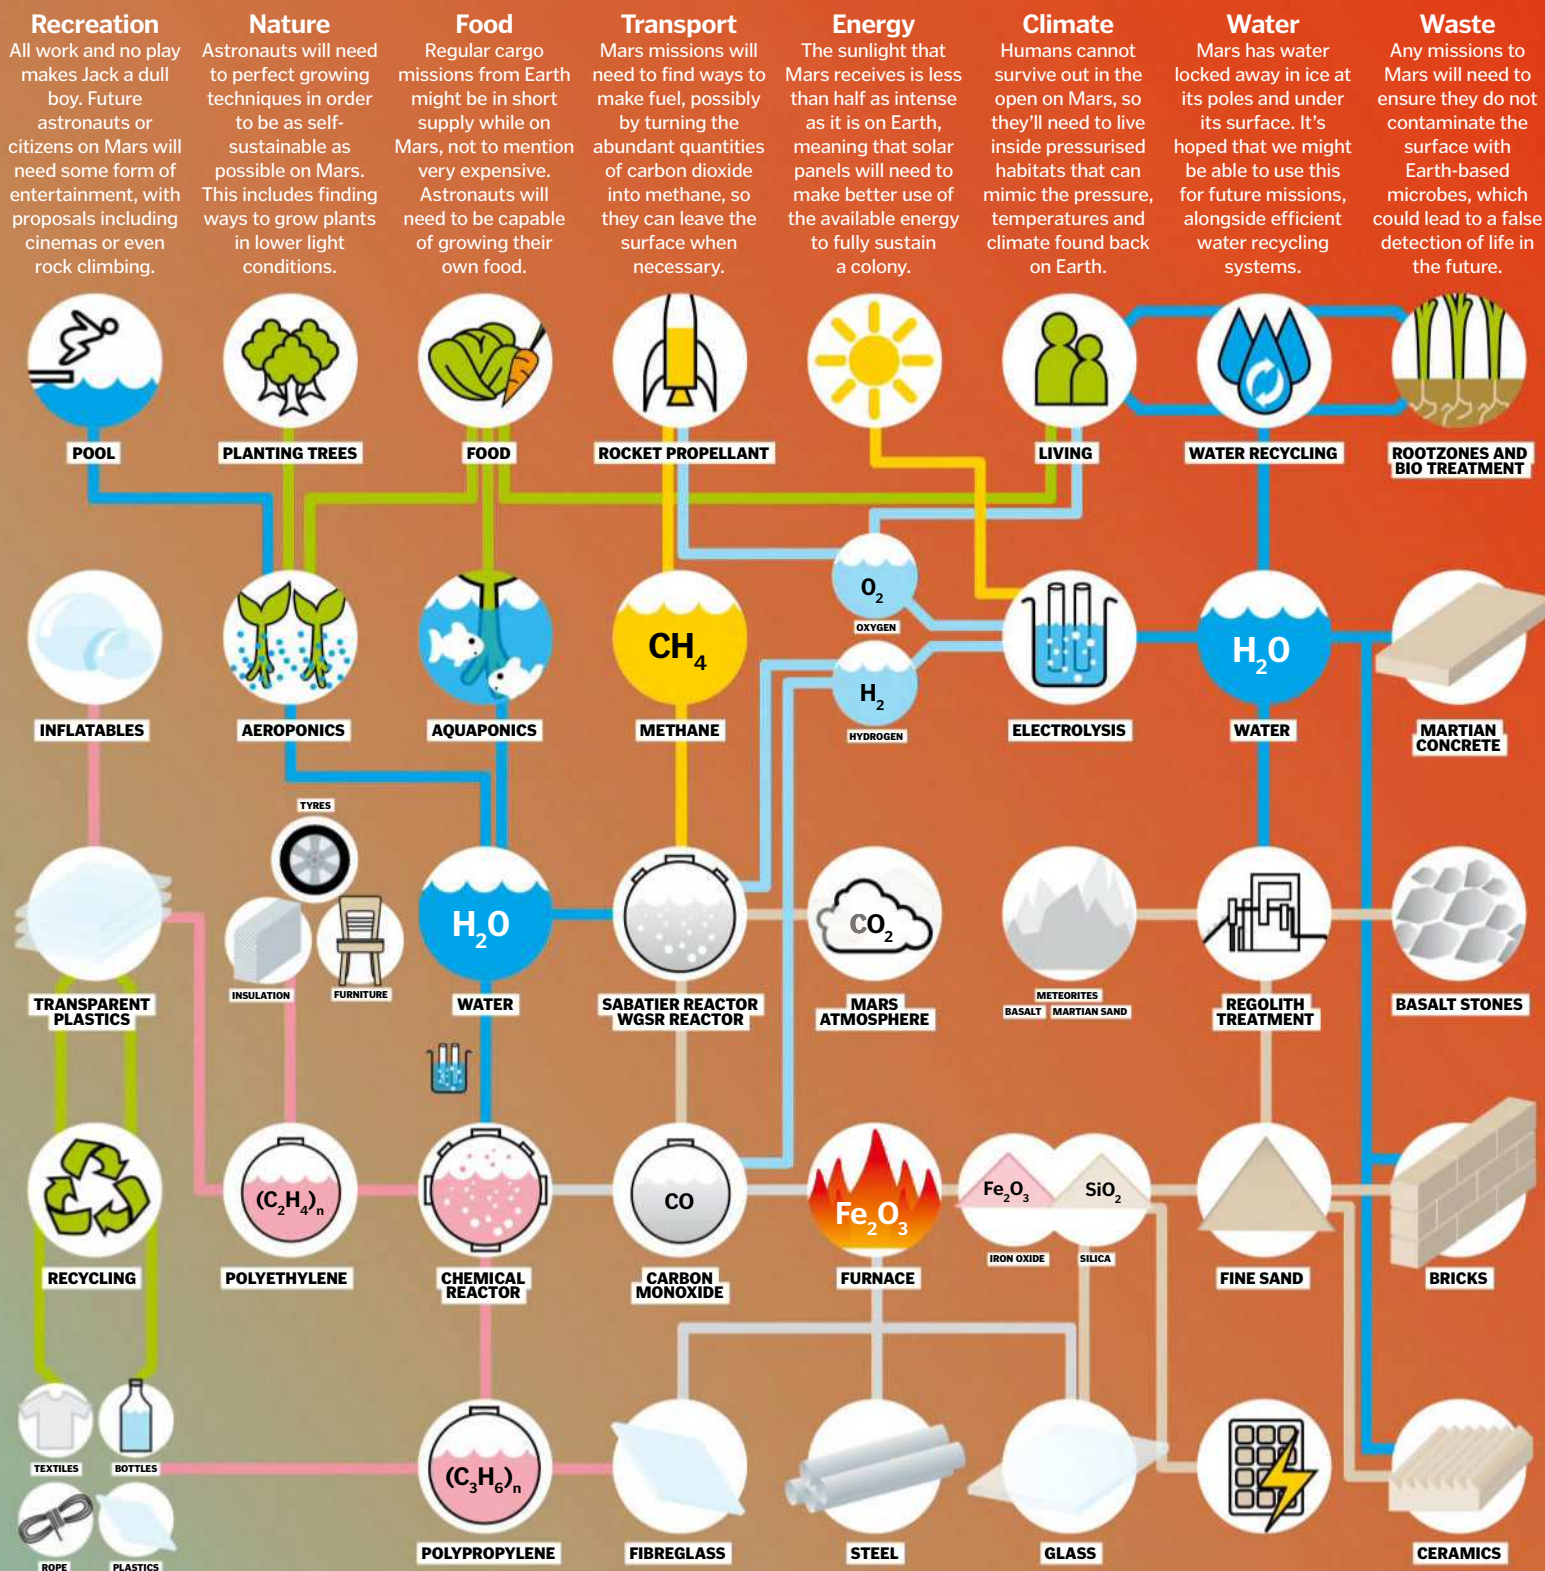 Recreation
All work and no play
makes Jack a dull
boy. Future
astronauts or
citizens on Mars will
need some form of
entertainment, with
proposals including
cinemas or even
rock climbing.
Nature
Astronauts will need
to perfect growing
techniques in order
to be as self-
sustainable as
possible on Mars.
This includes finding
ways to grow plants
in lower light
conditions.
Food
Regular cargo
missions from Earth
might be in short
supply while on
Mars, not to mention
very expensive.
Astronauts will
need to be capable
of growing their
own food.
Transport
Mars missions will
need to find ways to
make fuel, possibly
by turning the
abundant quantities
of carbon dioxide
into methane, so
they can leave the
surface when
necessary.
Energy
The sunlight that
Mars receives is less
than half as intense
as it is on Earth,
meaning that solar
panels will need to
make better use of
the available energy
to fully sustain
a colony.
Climate
Humans cannot
survive out in the
open on Mars, so
they'll need to live
inside pressurised
habitats that can
mimic the pressure,
temperatures and
climate found back
on Earth.
Water
Mars has water
locked away in ice at
its poles and under
its surface. It's
hoped that we might
be able to use this
for future missions,
alongside efficient
water recycling
systems.
Waste
Any missions to
Mars will need to
ensure they do not
contaminate the
surface with
Earth-based
microbes, which
could lead to a false
detection of life in
the future.
POOL
PLANTING TREES
FOOD
ROCKET PROPELLANT
LIVING
WATER RECYCLING
ROOTZONES AND
BIO TREATMENT
O2
OXYGEN
CH4
H2O
H2
HYDROGEN
INFLATABLES
AEROPONICS
AQUAPONICS
METHANE
ELECTROLYSIS
WATER
MARTIAN
CONCRETE
TYRES
H2O
CO2
INSULATION
FURNITURE
TRANSPARENT
PLASTICS
WATER
SABATIER REACTOR
WGSR REACTOR
MARS
ATMOSPHERE
METEORITES
BASALT
MARTIAN SAND
REGOLITH
TREATMENT
BASALT STONES
(C2H4)n
CO
Fe2O3
Fe2O3
SiO2
IRON OXIDE
SILICA
RECYCLING
POLYETHYLENE
CHEMICAL
REACTOR
CARBON
MONOXIDE
FURNACE
FINE SAND
BRICKS
TEXTILES
BOTTLES
(C3H6)n
ROPE
PLASTICS
POLYPROPYLENE
FIBREGLASS
STEEL
GLASS
CERAMICS